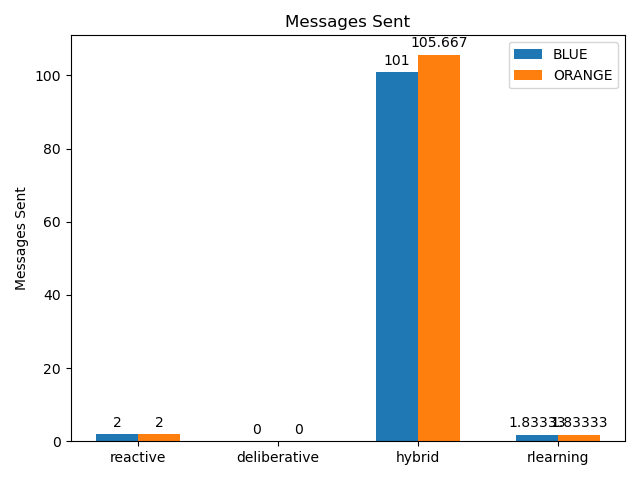 Messages Sent
105.667
101
BLUE
ORANGE
100
80
60
40
20
0
Messages Sent
2 2
0 0
1.83333 1.83333
reactive deliberative hybrid rlearning